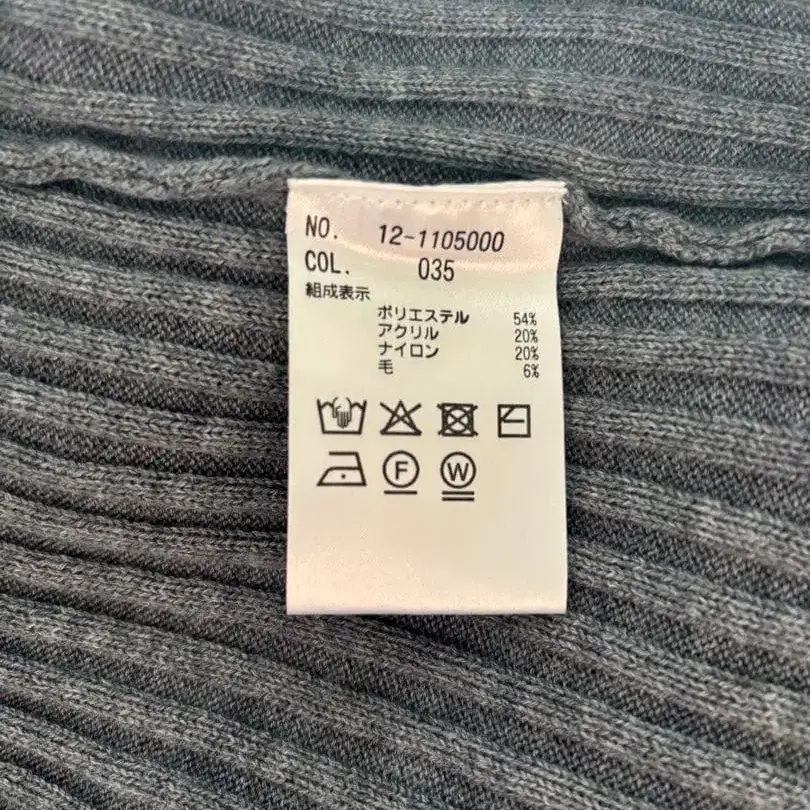 NO. 12-1105000
COL. 035
組成表示
ポリエステル 54%
アクリル 20%
ナイロン 20%
毛 6%
F W